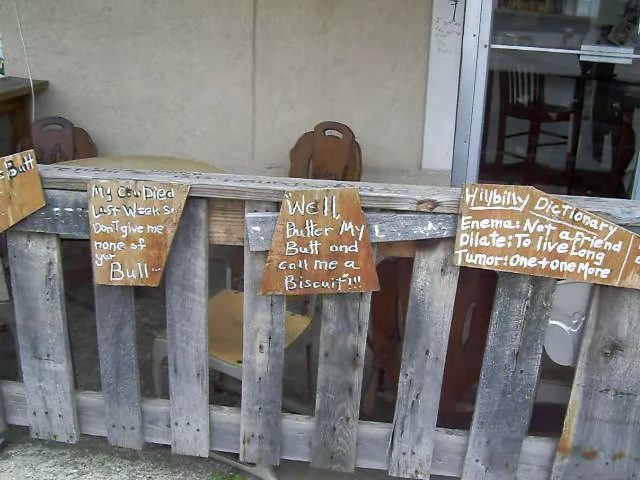 Butt
My Cow Died
Last Week So
Don't give me
none of
yur
Bull...
"Well,
Butter My
Butt and
call me a
Biscuit"!!!
Hillbilly Dictionary
Enema: Not a friend
Dilate: To live Long
Tumor: one + one More